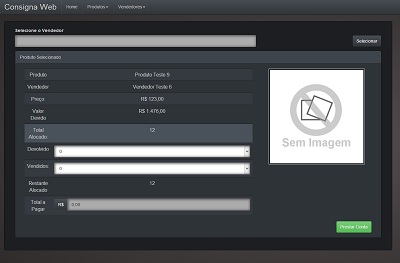 Consigna Web Home Produtos Vendedores
Selecione o Vendedor
Selecionar
Produto Selecionado
Produto Produto Teste 9
Vendedor Vendedor Teste 6
Preço R$ 123,00
Valor Devido R$ 1.476,00
Total Alocado 12
Devolvido 0
Vendidos 0
Restante Alocado 12
Total a Pagar R$ 0,00
Sem Imagem
Prestar Conta